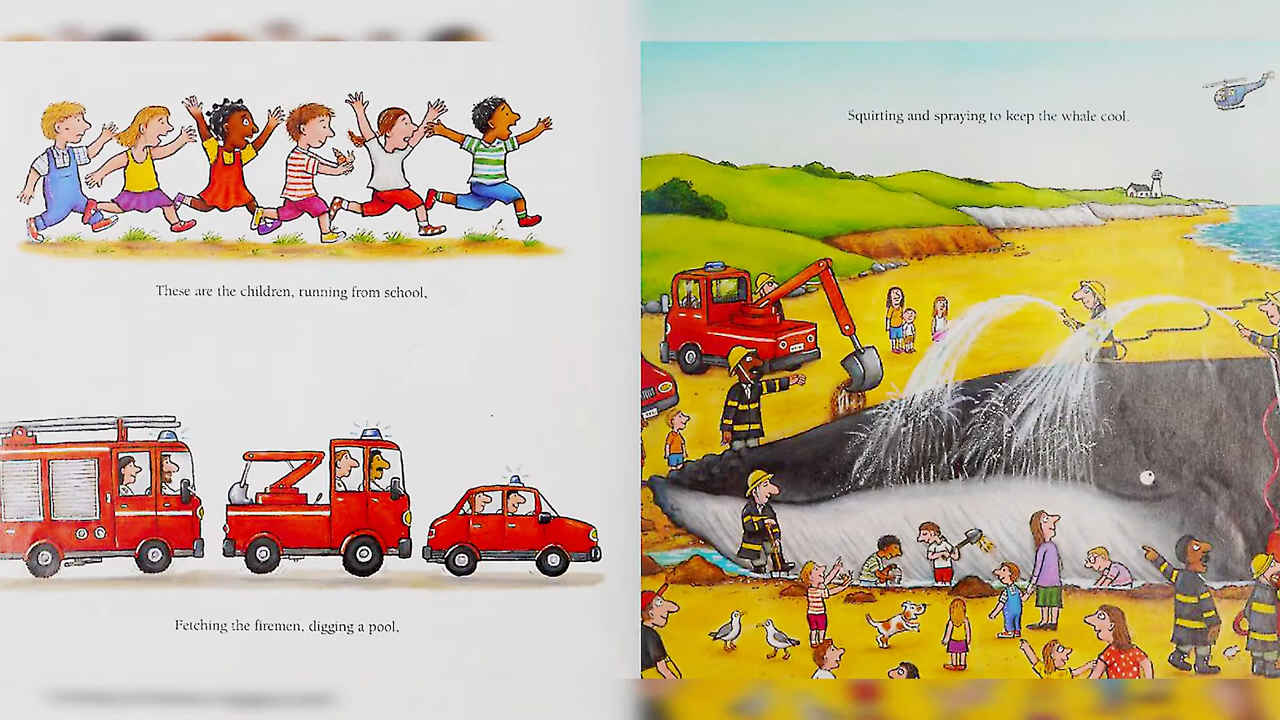 These are the children, running from school,
Fetching the firemen, digging a pool,
Squirting and spraying to keep the whale cool.